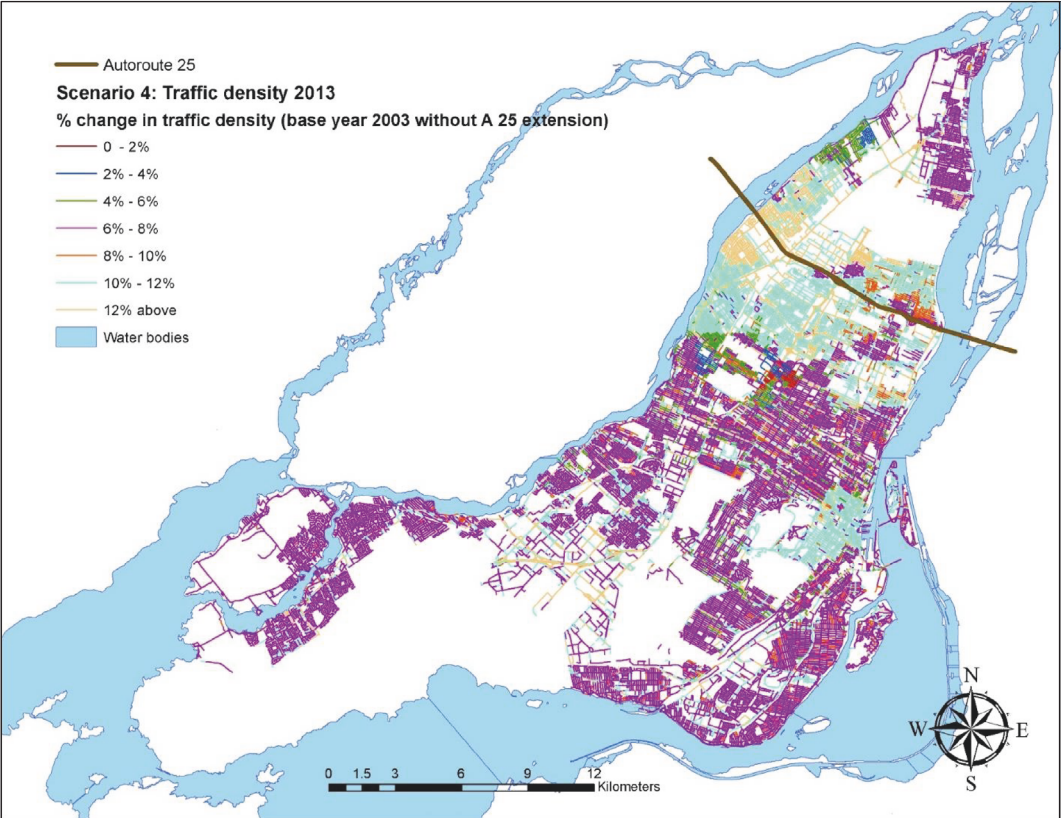 Autoroute 25
Scenario 4: Traffic density 2013
% change in traffic density (base year 2003 without A 25 extension)
0 - 2%
2% - 4%
4% - 6%
6% - 8%
8% - 10%
10% - 12%
12% above
Water bodies
N
W E
S
0 1.5 3 6 9 12
Kilometers